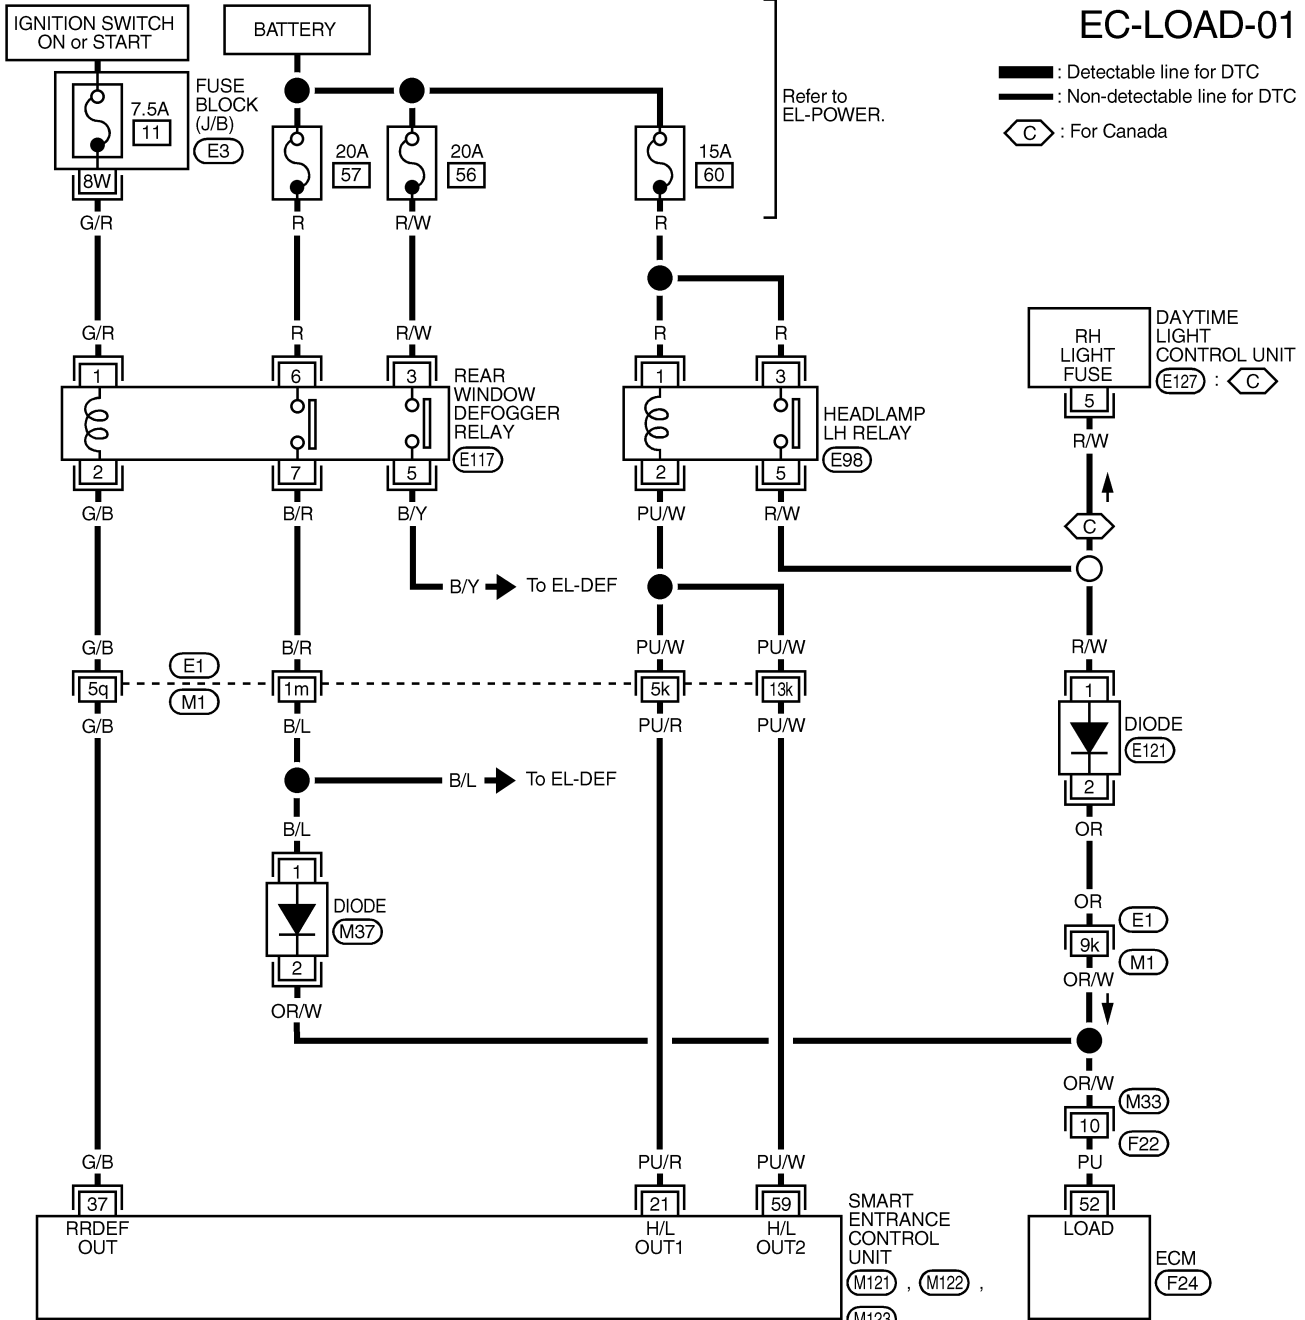 IGNITION SWITCH
ON or START
BATTERY
EC-LOAD-01
: Detectable line for DTC
: Non-detectable line for DTC
C : For Canada
Refer to
EL-POWER.
7.5A
11
FUSE
BLOCK
(J/B)
E3
20A
57
20A
56
15A
60
8W
G/R
R
R/W
R
G/R
R
R/W
R
R
1
6
3
1
3
REAR
WINDOW
DEFOGGER
RELAY
E117
HEADLAMP
LH RELAY
E98
RH
LIGHT
FUSE
DAYTIME
LIGHT
CONTROL UNIT
E127 : C
5
R/W
2
7
5
2
5
G/B
B/R
B/Y
PU/W
R/W
C
B/Y
To EL-DEF
G/B
B/R
PU/W
PU/W
R/W
E1
M1
5q
1m
5k
13k
1
G/B
B/L
PU/R
PU/W
DIODE
E121
2
B/L
To EL-DEF
B/L
OR
1
DIODE
M37
2
OR
E1
9k
M1
OR/W
OR/W
OR/W
M33
10
F22
G/B
PU/R
PU/W
PU
37
21
59
52
RRDEF
OUT
H/L
OUT1
H/L
OUT2
LOAD
SMART
ENTRANCE
CONTROL
UNIT
M121 , M122 ,
M123
ECM
F24